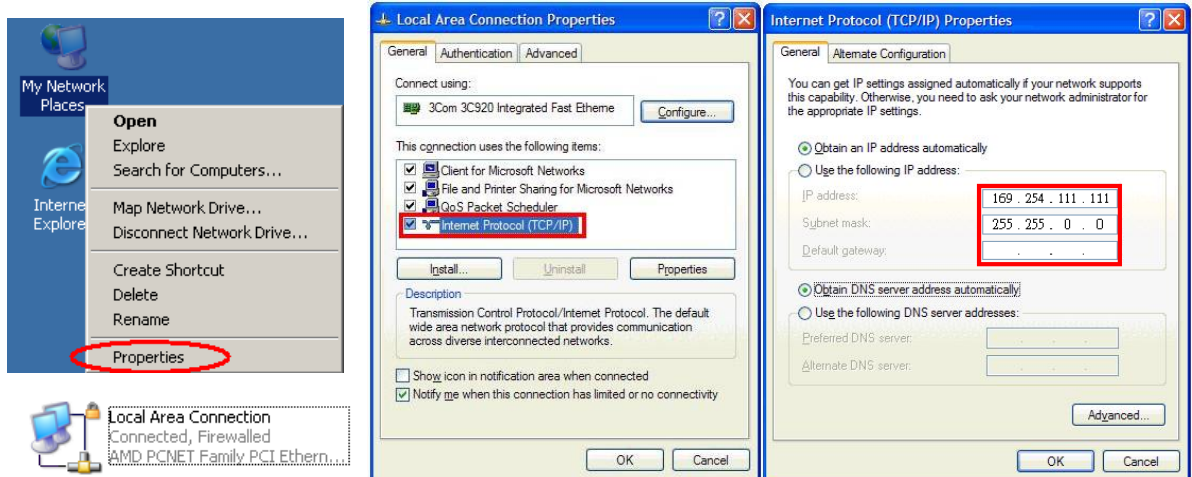 My Network
Places
Open
Explore
Search for Computers...
Map Network Drive...
Disconnect Network Drive...
Create Shortcut
Delete
Rename
Properties
Interne
Explore
Local Area Connection
Connected, Firewalled
AMD PCNET Family PCI Ethern...
Local Area Connection Properties
General Authentication Advanced
Connect using:
3Com 3C920 Integrated Fast Etherne Configure...
This connection uses the following items:
Client for Microsoft Networks
File and Printer Sharing for Microsoft Networks
QoS Packet Scheduler
Internet Protocol (TCP/IP)
Install... Uninstall Properties
Description
Transmission Control Protocol/Internet Protocol. The default
wide area network protocol that provides communication
across diverse interconnected networks.
Show icon in notification area when connected
Notify me when this connection has limited or no connectivity
OK Cancel
Internet Protocol (TCP/IP) Properties
General Alternate Configuration
You can get IP settings assigned automatically if your network supports
this capability. Otherwise, you need to ask your network administrator for
the appropriate IP settings.
Obtain an IP address automatically
Use the following IP address:
IP address: 169 . 254 . 111 . 111
Subnet mask: 255 . 255 . 0 . 0
Default gateway: . . .
Obtain DNS server address automatically
Use the following DNS server addresses:
Preferred DNS server: . . .
Alternate DNS server: . . .
Advanced...
OK Cancel